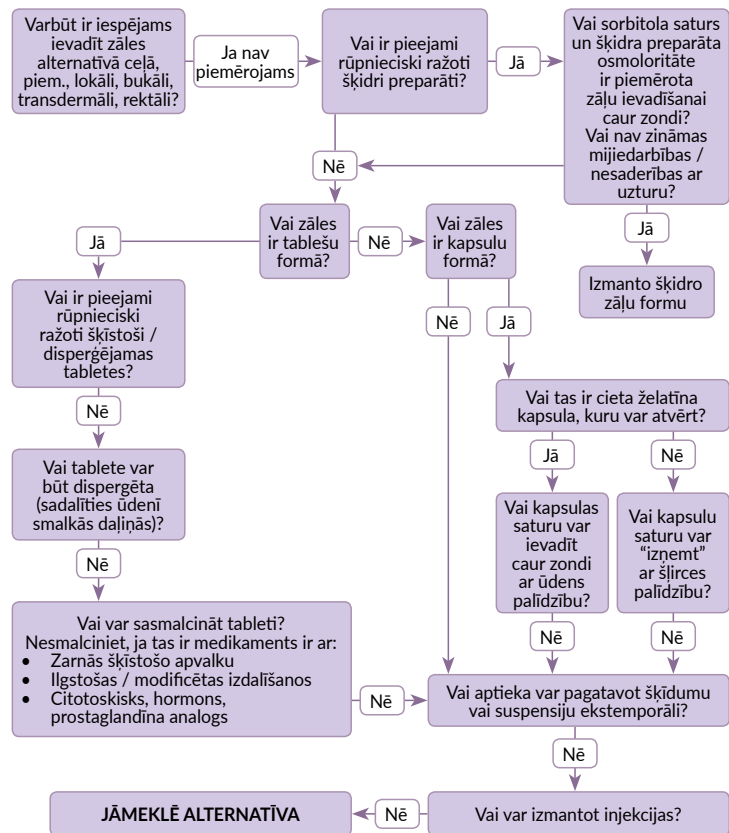 Varbūt ir iespējams
ievadīt zāles
alternatīvā ceļā,
piem., lokāli, bukāli,
transdermāli, rektāli?
Ja nav
piemērojams
Vai ir pieejami
rūpnieciski ražoti
šķidri preparāti?
Jā
Vai sorbitola saturs
un šķidra preparāta
osmoloritāte
ir piemērota
zāļu ievadīšanai
caur zondi?
Vai nav zināmas
mijiedarbības /
nesaderības ar
uzturu?
Nē
Jā
Izmanto šķidro
zāļu formu
Vai zāles
ir tablešu
formā?
Nē
Vai zāles
ir kapsulu
formā?
Jā
Vai ir pieejami
rūpnieciski
ražoti šķīstoši /
disperģējamas
tabletes?
Nē
Jā
Nē
Vai tas ir cieta želatīna
kapsula, kuru var atvērt?
Vai tablete var
būt dispergēta
(sadalīties ūdenī
smalkās daļiņās)?
Jā
Nē
Vai kapsulas
saturu var
ievadīt
caur zondi
ar ūdens
palīdzību?
Vai kapsulu
saturu var
“izņemt”
ar šļirces
palīdzību?
Nē
Vai var sasmalcināt tableti?
Nesmalciniet, ja tas ir medikaments ir ar:
• Zarnās šķīstošo apvalku
• Ilgstošas / modificētas izdalīšanos
• Citotoskisks, hormons,
prostaglandīna analogs
Nē
Nē
Nē
Vai aptieka var pagatavot šķīdumu
vai suspensiju ekstemporāli?
Nē
Vai var izmantot injekcijas?
Nē
JĀMEKLĒ ALTERNATĪVA